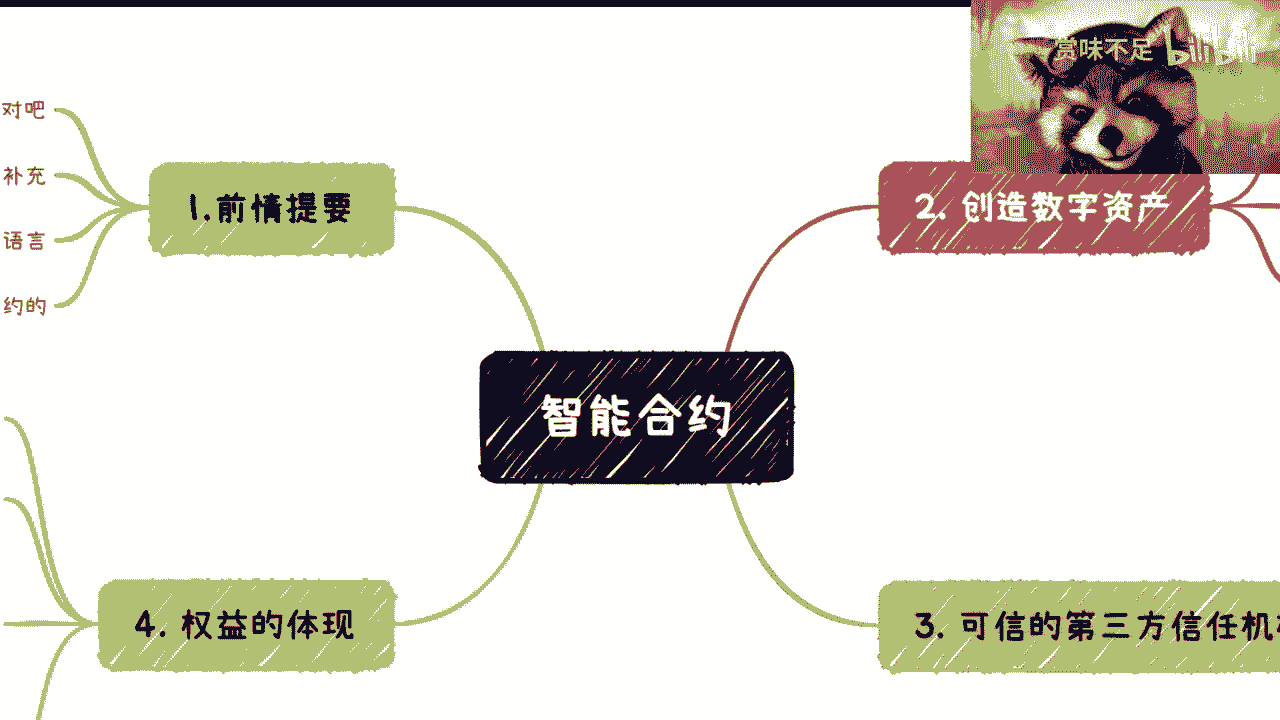 赏味不足 bilibili
对吧
补充
语言
约的
1.前情提要
2. 创造数字资产
智能合约
4. 权益的体现
3. 可信的第三方信任机